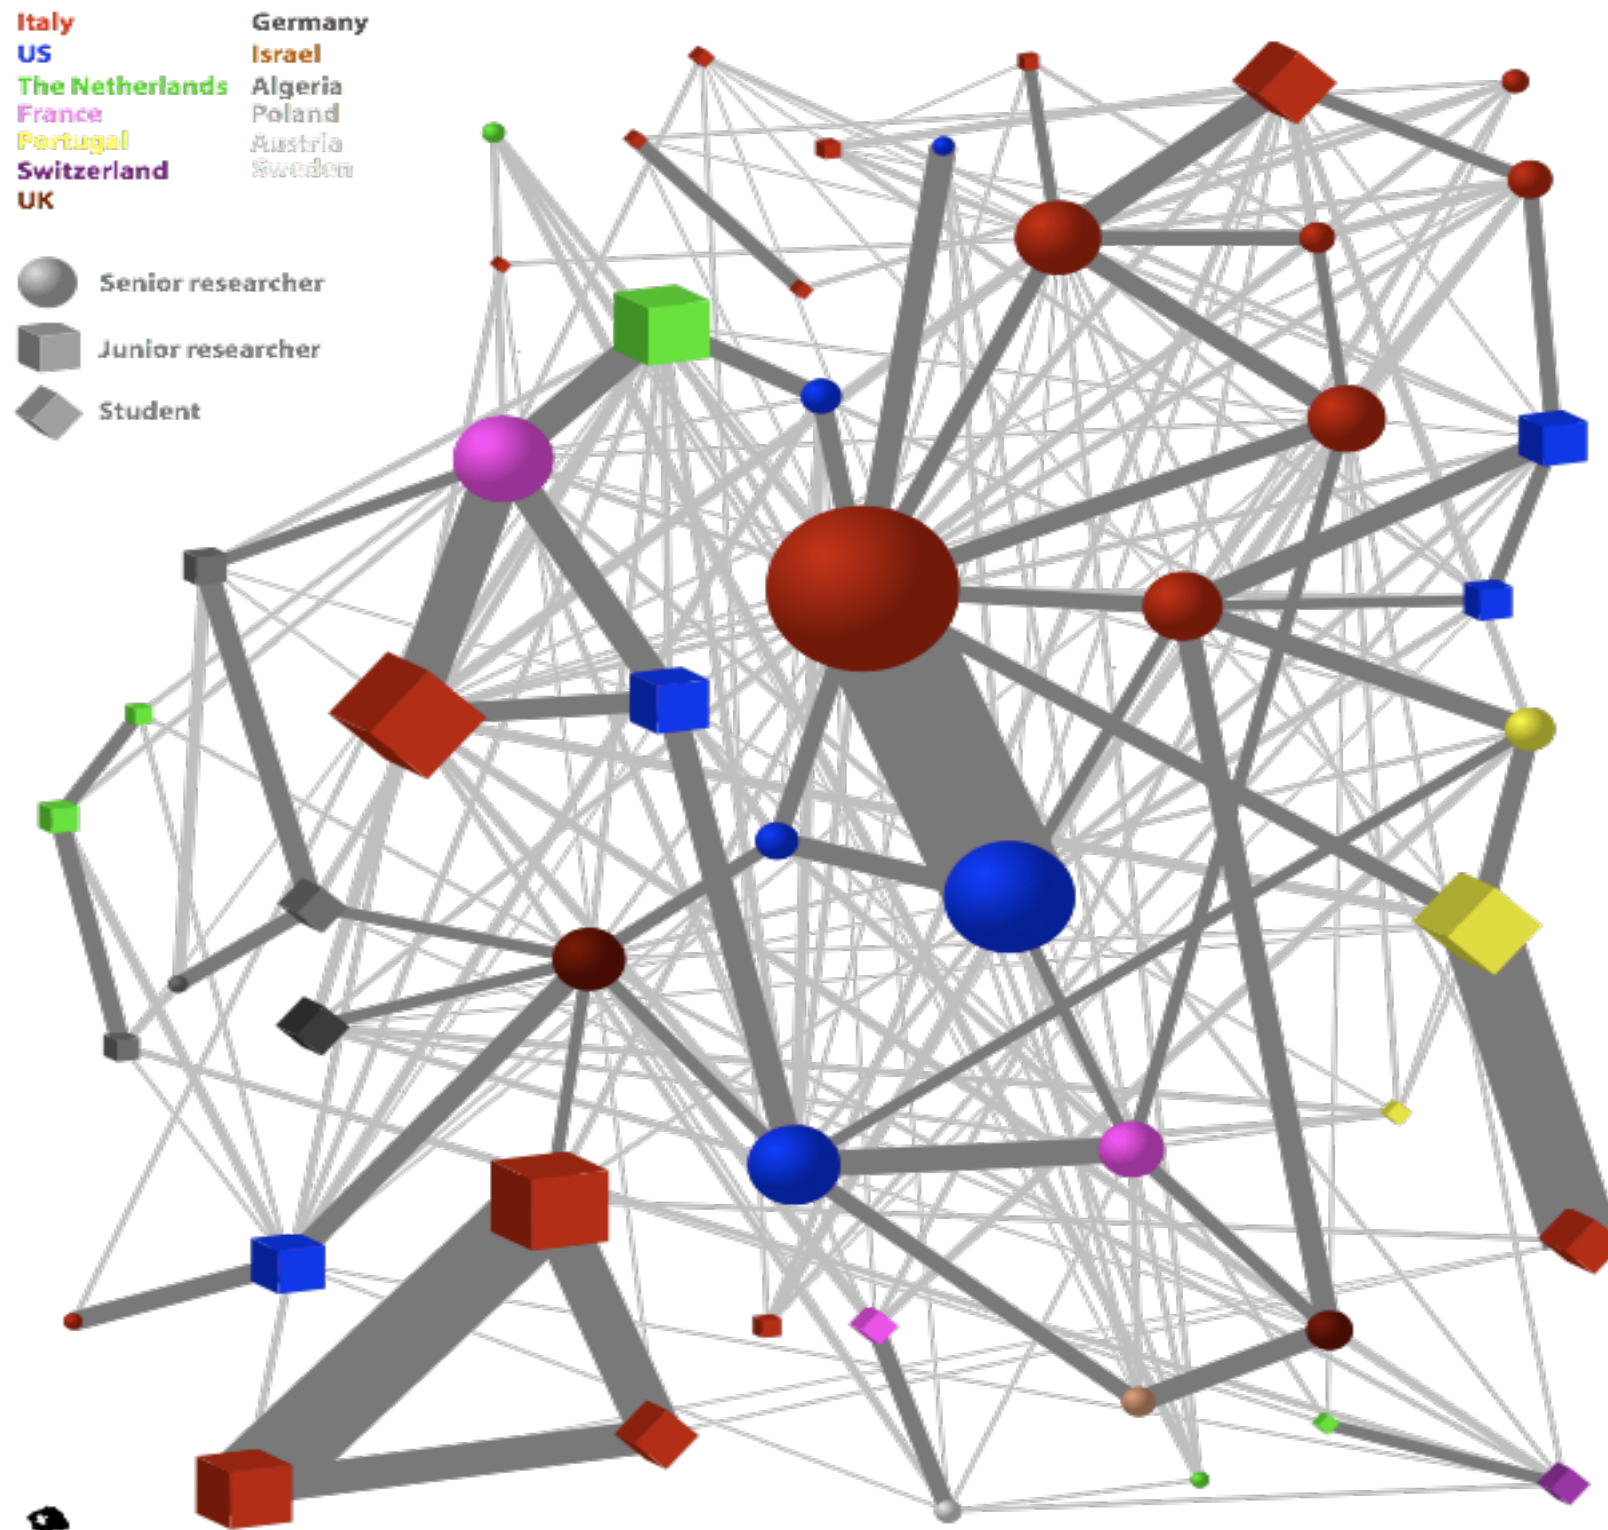 Italy
US
The Netherlands
France
Portugal
Switzerland
UK
Germany
Israel
Algeria
Poland
Austria
Sweden
Senior researcher
Junior researcher
Student